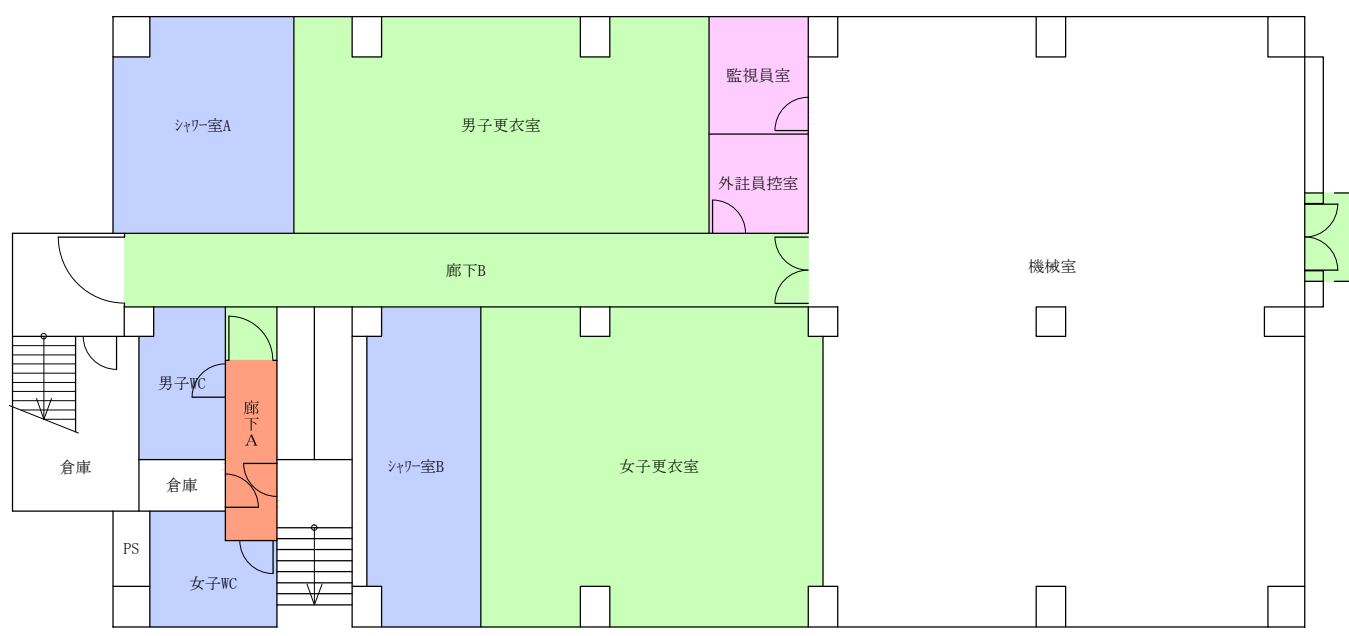 監視員室
ｼｬﾜｰ室A
男子更衣室
外註員控室
廊下B
機械室
男子WC
廊下A
倉庫
ｼｬﾜｰ室B
女子更衣室
倉庫
PS
女子WC